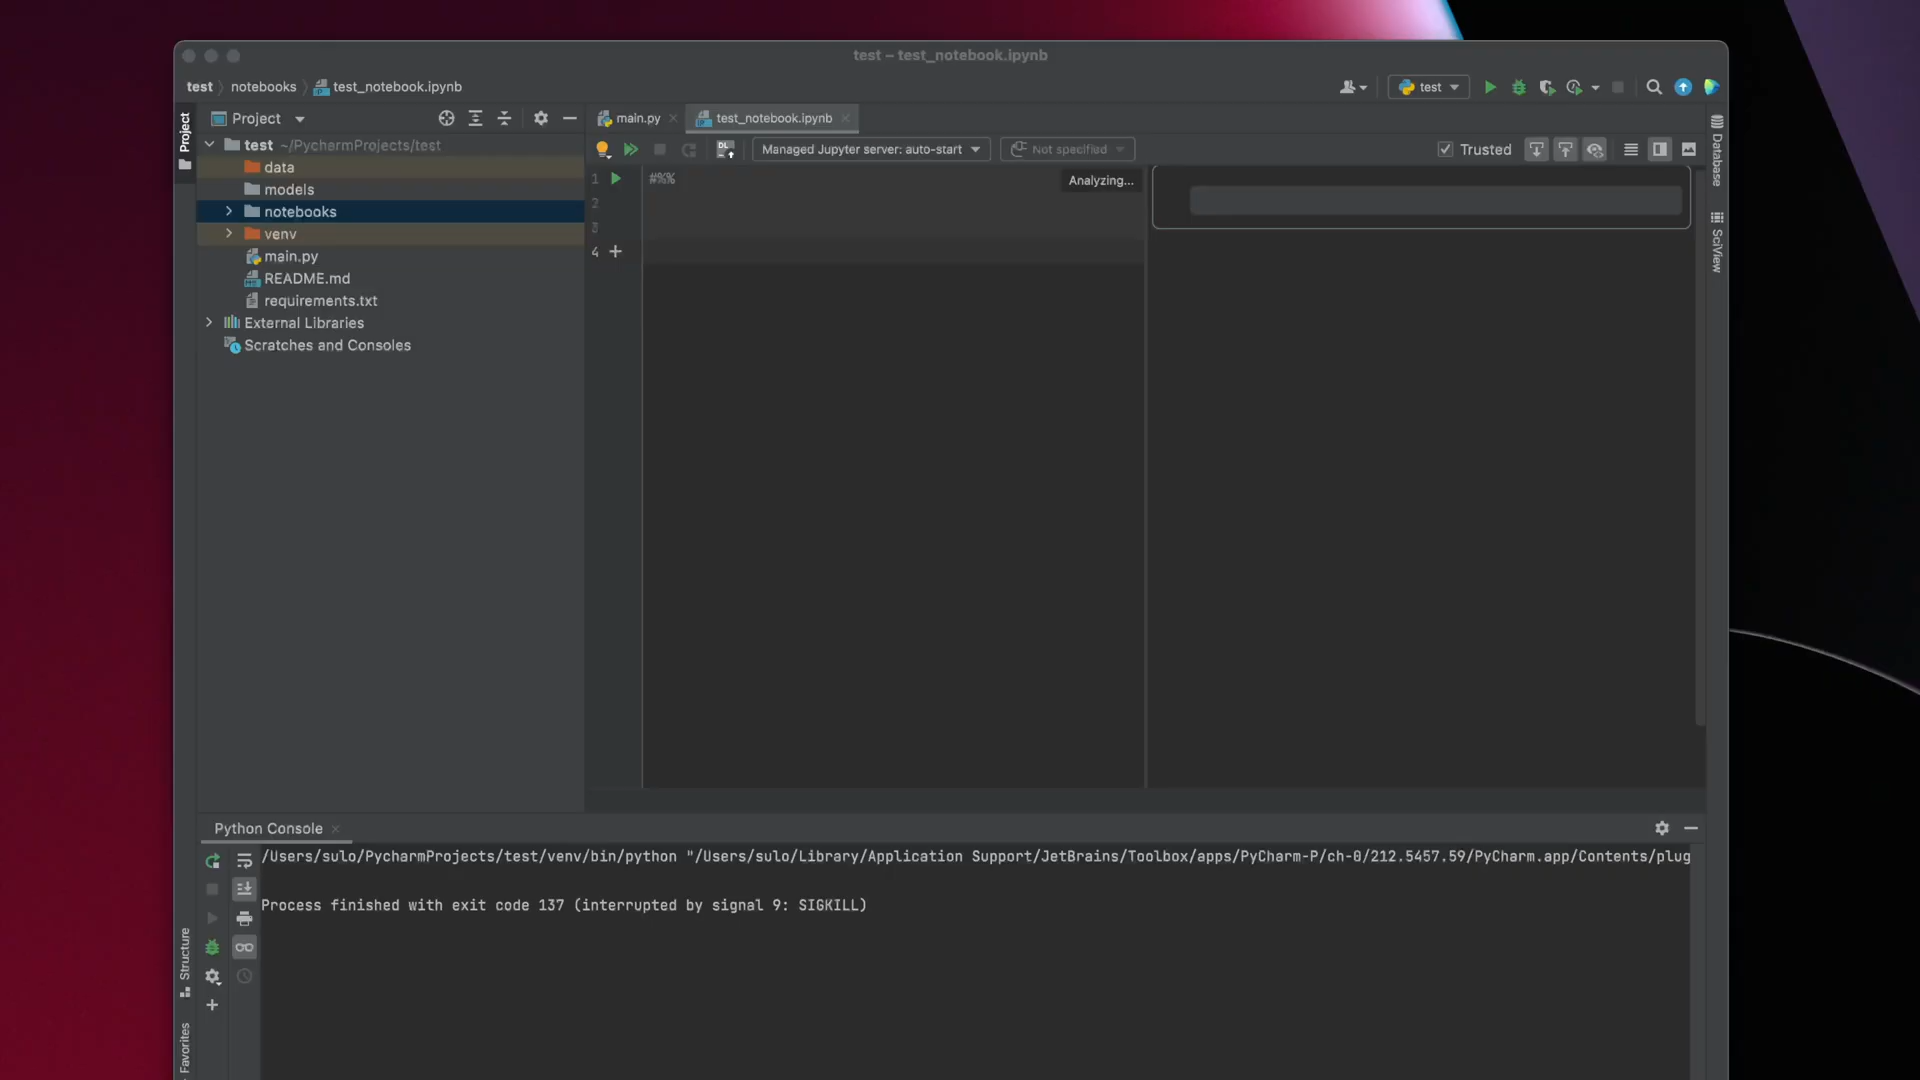 test – test_notebook.ipynb
test notebooks test_notebook.ipynb
test
Project
main.py
test_notebook.ipynb
Managed Jupyter server: auto-start
Not specified
Trusted
Project
test ~/PycharmProjects/test
data
models
notebooks
venv
main.py
README.md
requirements.txt
External Libraries
Scratches and Consoles
1 #%%
2
3
4
Analyzing...
Database
SciView
Python Console
/Users/sulo/PycharmProjects/test/venv/bin/python "/Users/sulo/Library/Application Support/JetBrains/Toolbox/apps/PyCharm-P/ch-0/212.5457.59/PyCharm.app/Contents/plug
Process finished with exit code 137 (interrupted by signal 9: SIGKILL)
Structure
Favorites